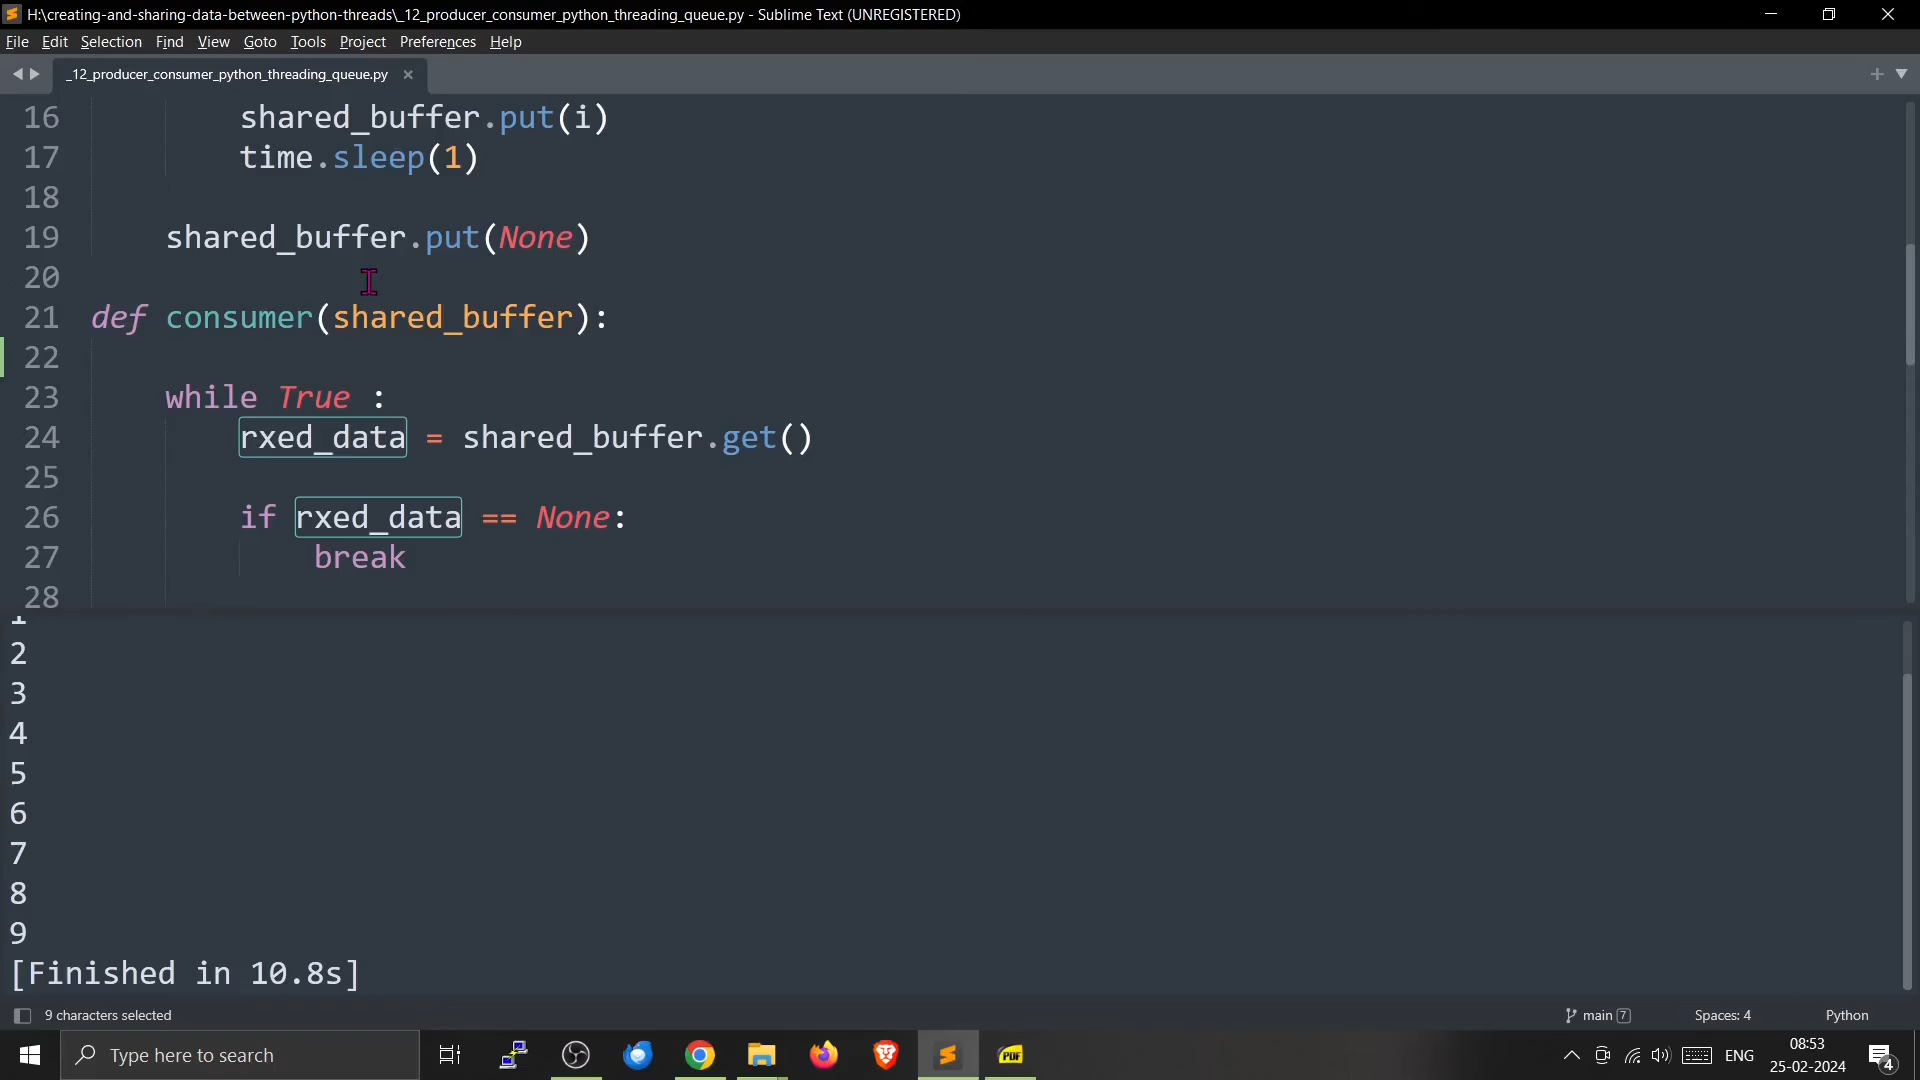 H:\creating-and-sharing-data-between-python-threads\_12_producer_consumer_python_threading_queue.py - Sublime Text (UNREGISTERED)
File Edit Selection Find View Goto Tools Project Preferences Help
_12_producer_consumer_python_threading_queue.py
16 shared_buffer.put(i)
17 time.sleep(1)
18
19 shared_buffer.put(None)
20
21 def consumer(shared_buffer):
22
23 while True :
24 rxed_data = shared_buffer.get()
25
26 if rxed_data == None:
27 break
28
1
2
3
4
5
6
7
8
9
[Finished in 10.8s]
9 characters selected main 7 Spaces: 4 Python
Type here to search PDF ENG 08:53
25-02-2024 4